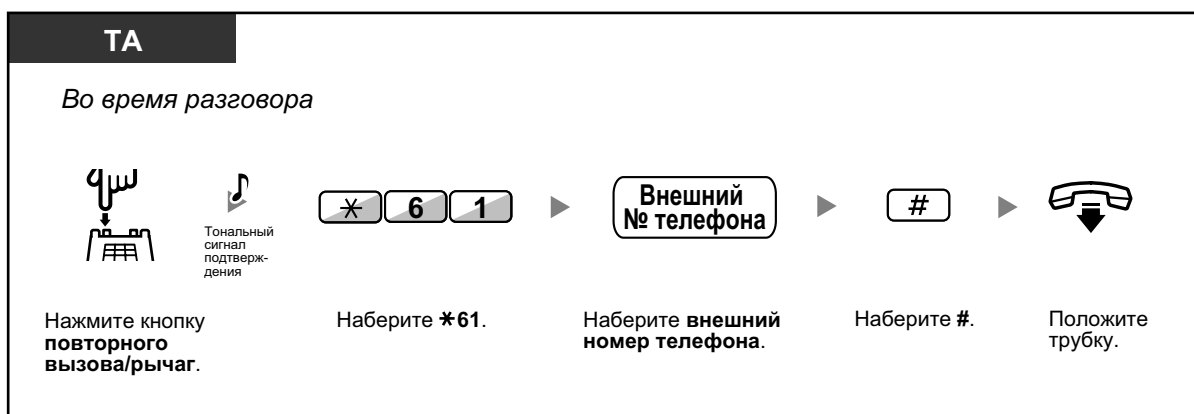 ТА
Во время разговора
Тональный
сигнал
подтверж-
дения
* 6 1
Внешний
№ телефона
#
Нажмите кнопку
повторного
вызова/рычаг.
Наберите *61.
Наберите внешний
номер телефона.
Наберите #.
Положите
трубку.